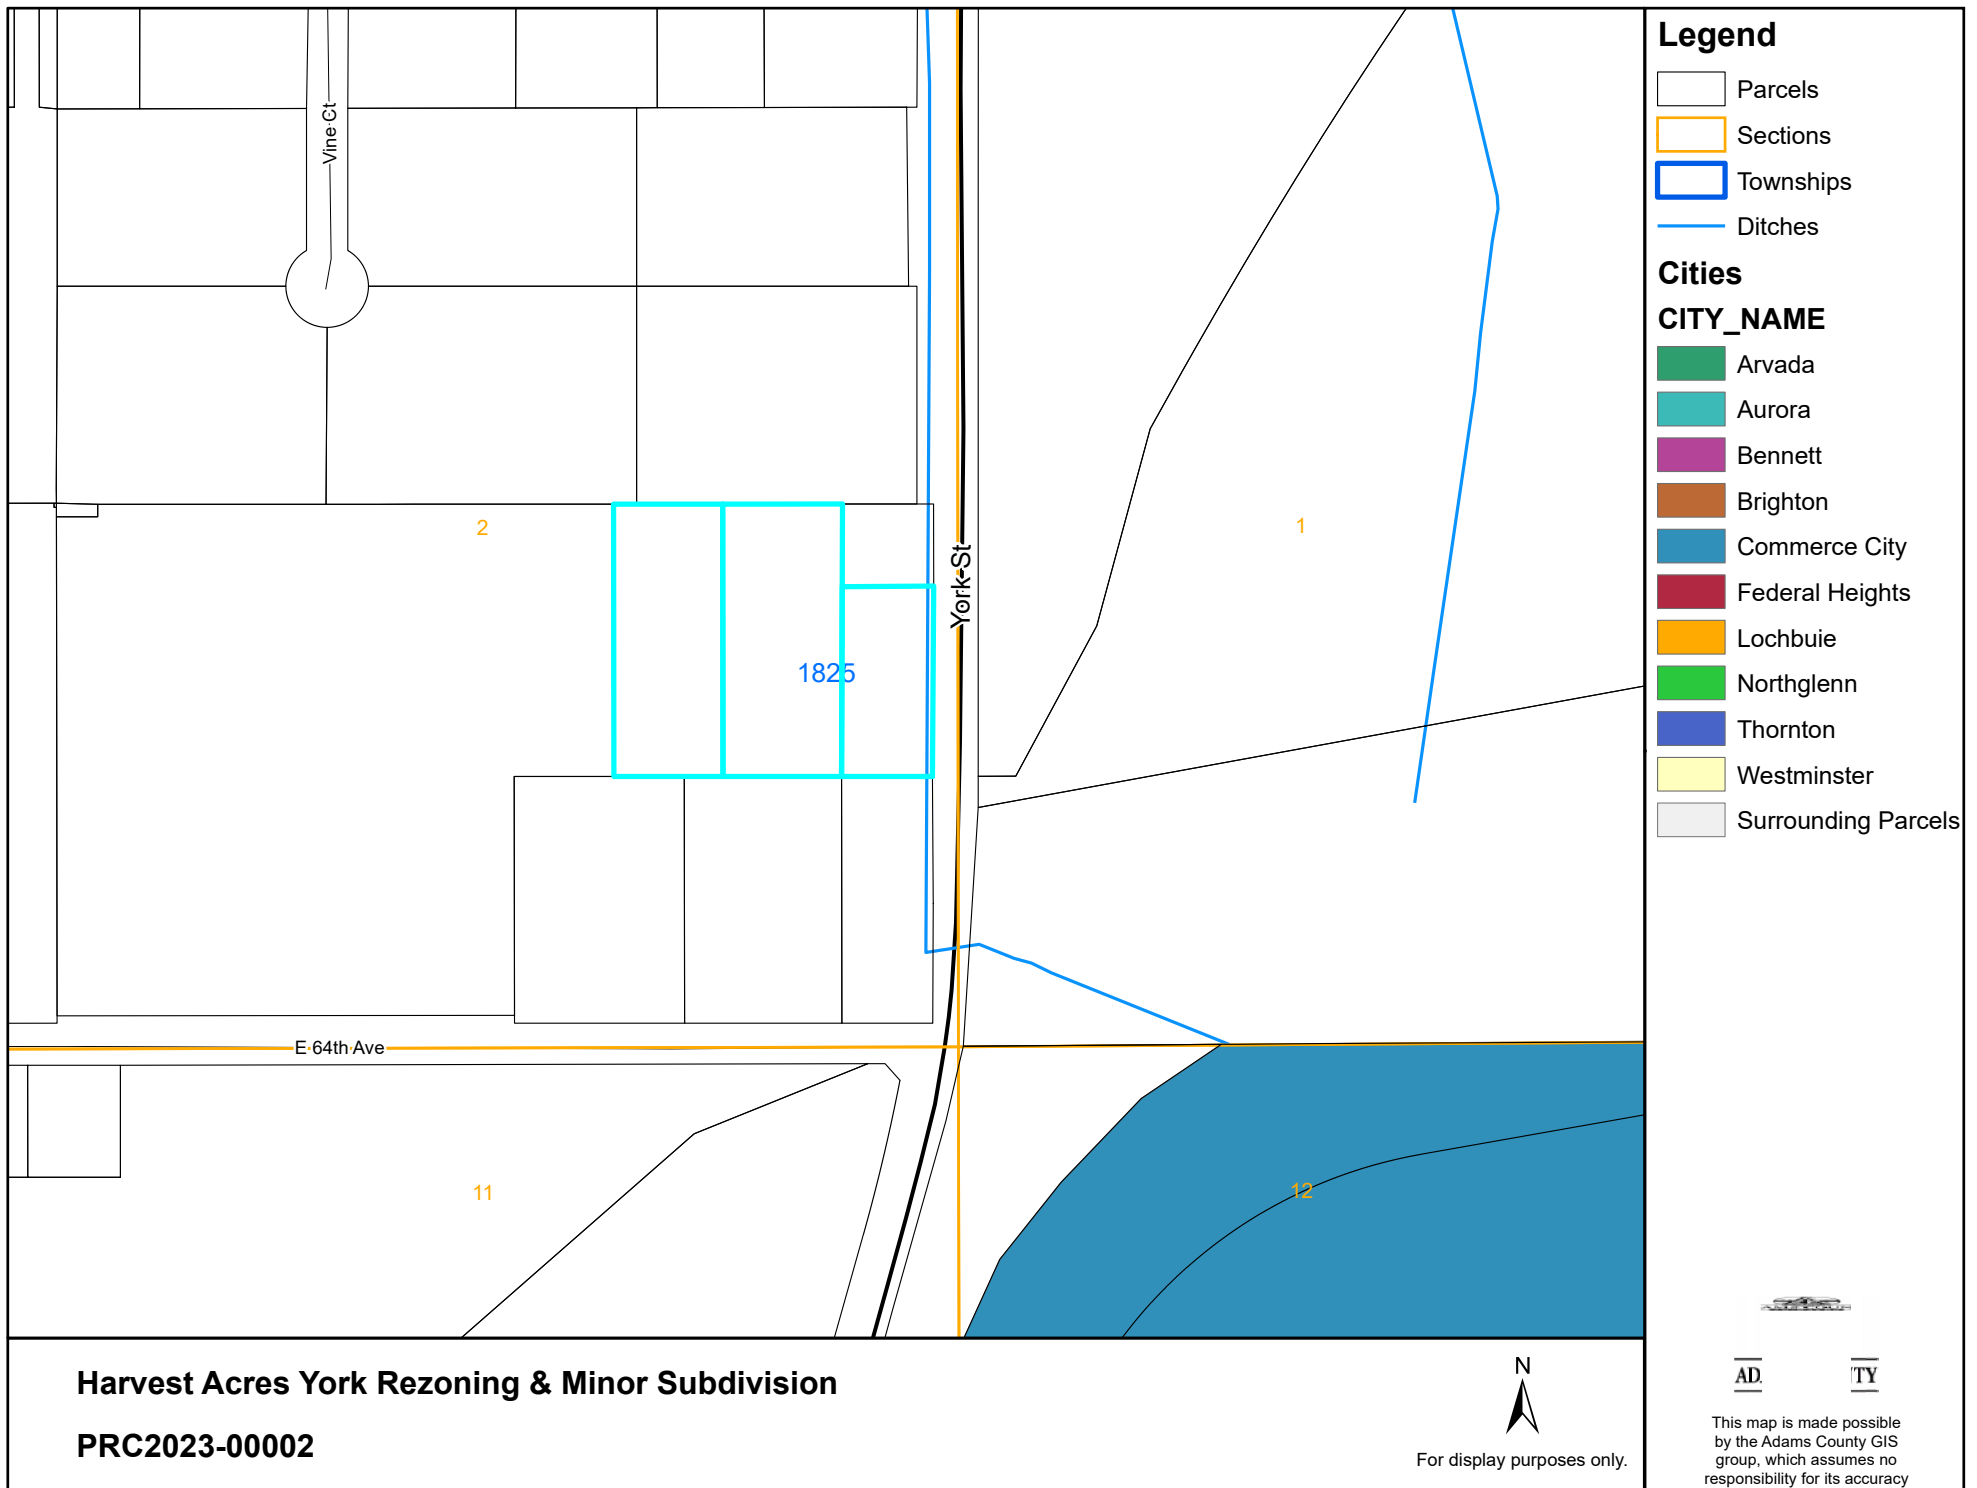 Vine Ct
2
1
York St
1825
E 64th Ave
11
12
Legend
Parcels
Sections
Townships
Ditches
Cities
CITY_NAME
Arvada
Aurora
Bennett
Brighton
Commerce City
Federal Heights
Lochbuie
Northglenn
Thornton
Westminster
Surrounding Parcels
Harvest Acres York Rezoning & Minor Subdivision
PRC2023-00002
N
For display purposes only.
AD
TY
This map is made possible
by the Adams County GIS
group, which assumes no
responsibility for its accuracy